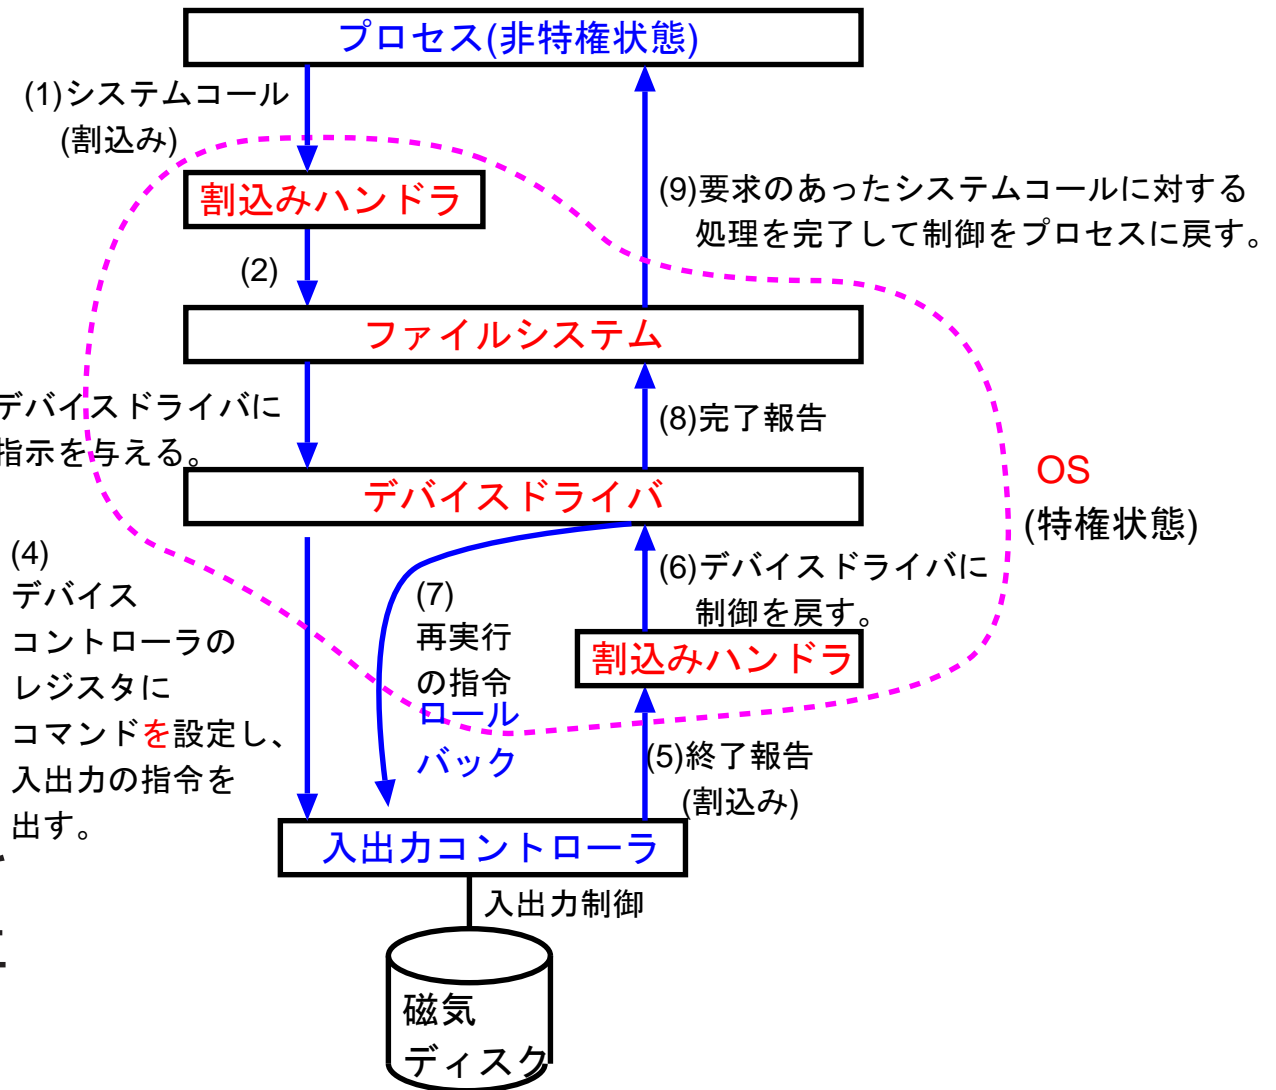 プロセス(非特権状態)
(1)システムコール
(割込み)
割込みハンドラ
(9)要求のあったシステムコールに対する
処理を完了して制御をプロセスに戻す。
(2)
ファイルシステム
デバイスドライバに
指示を与える。
(8)完了報告
デバイスドライバ
OS
(特権状態)
(4)
デバイス
コントローラの
レジスタに
コマンドを設定し、
入出力の指令を
出す。
(7)
再実行
の指令
ロール
バック
(6)デバイスドライバに
制御を戻す。
割込みハンドラ
(5)終了報告
(割込み)
入出力コントローラ
入出力制御
磁気
ディスク